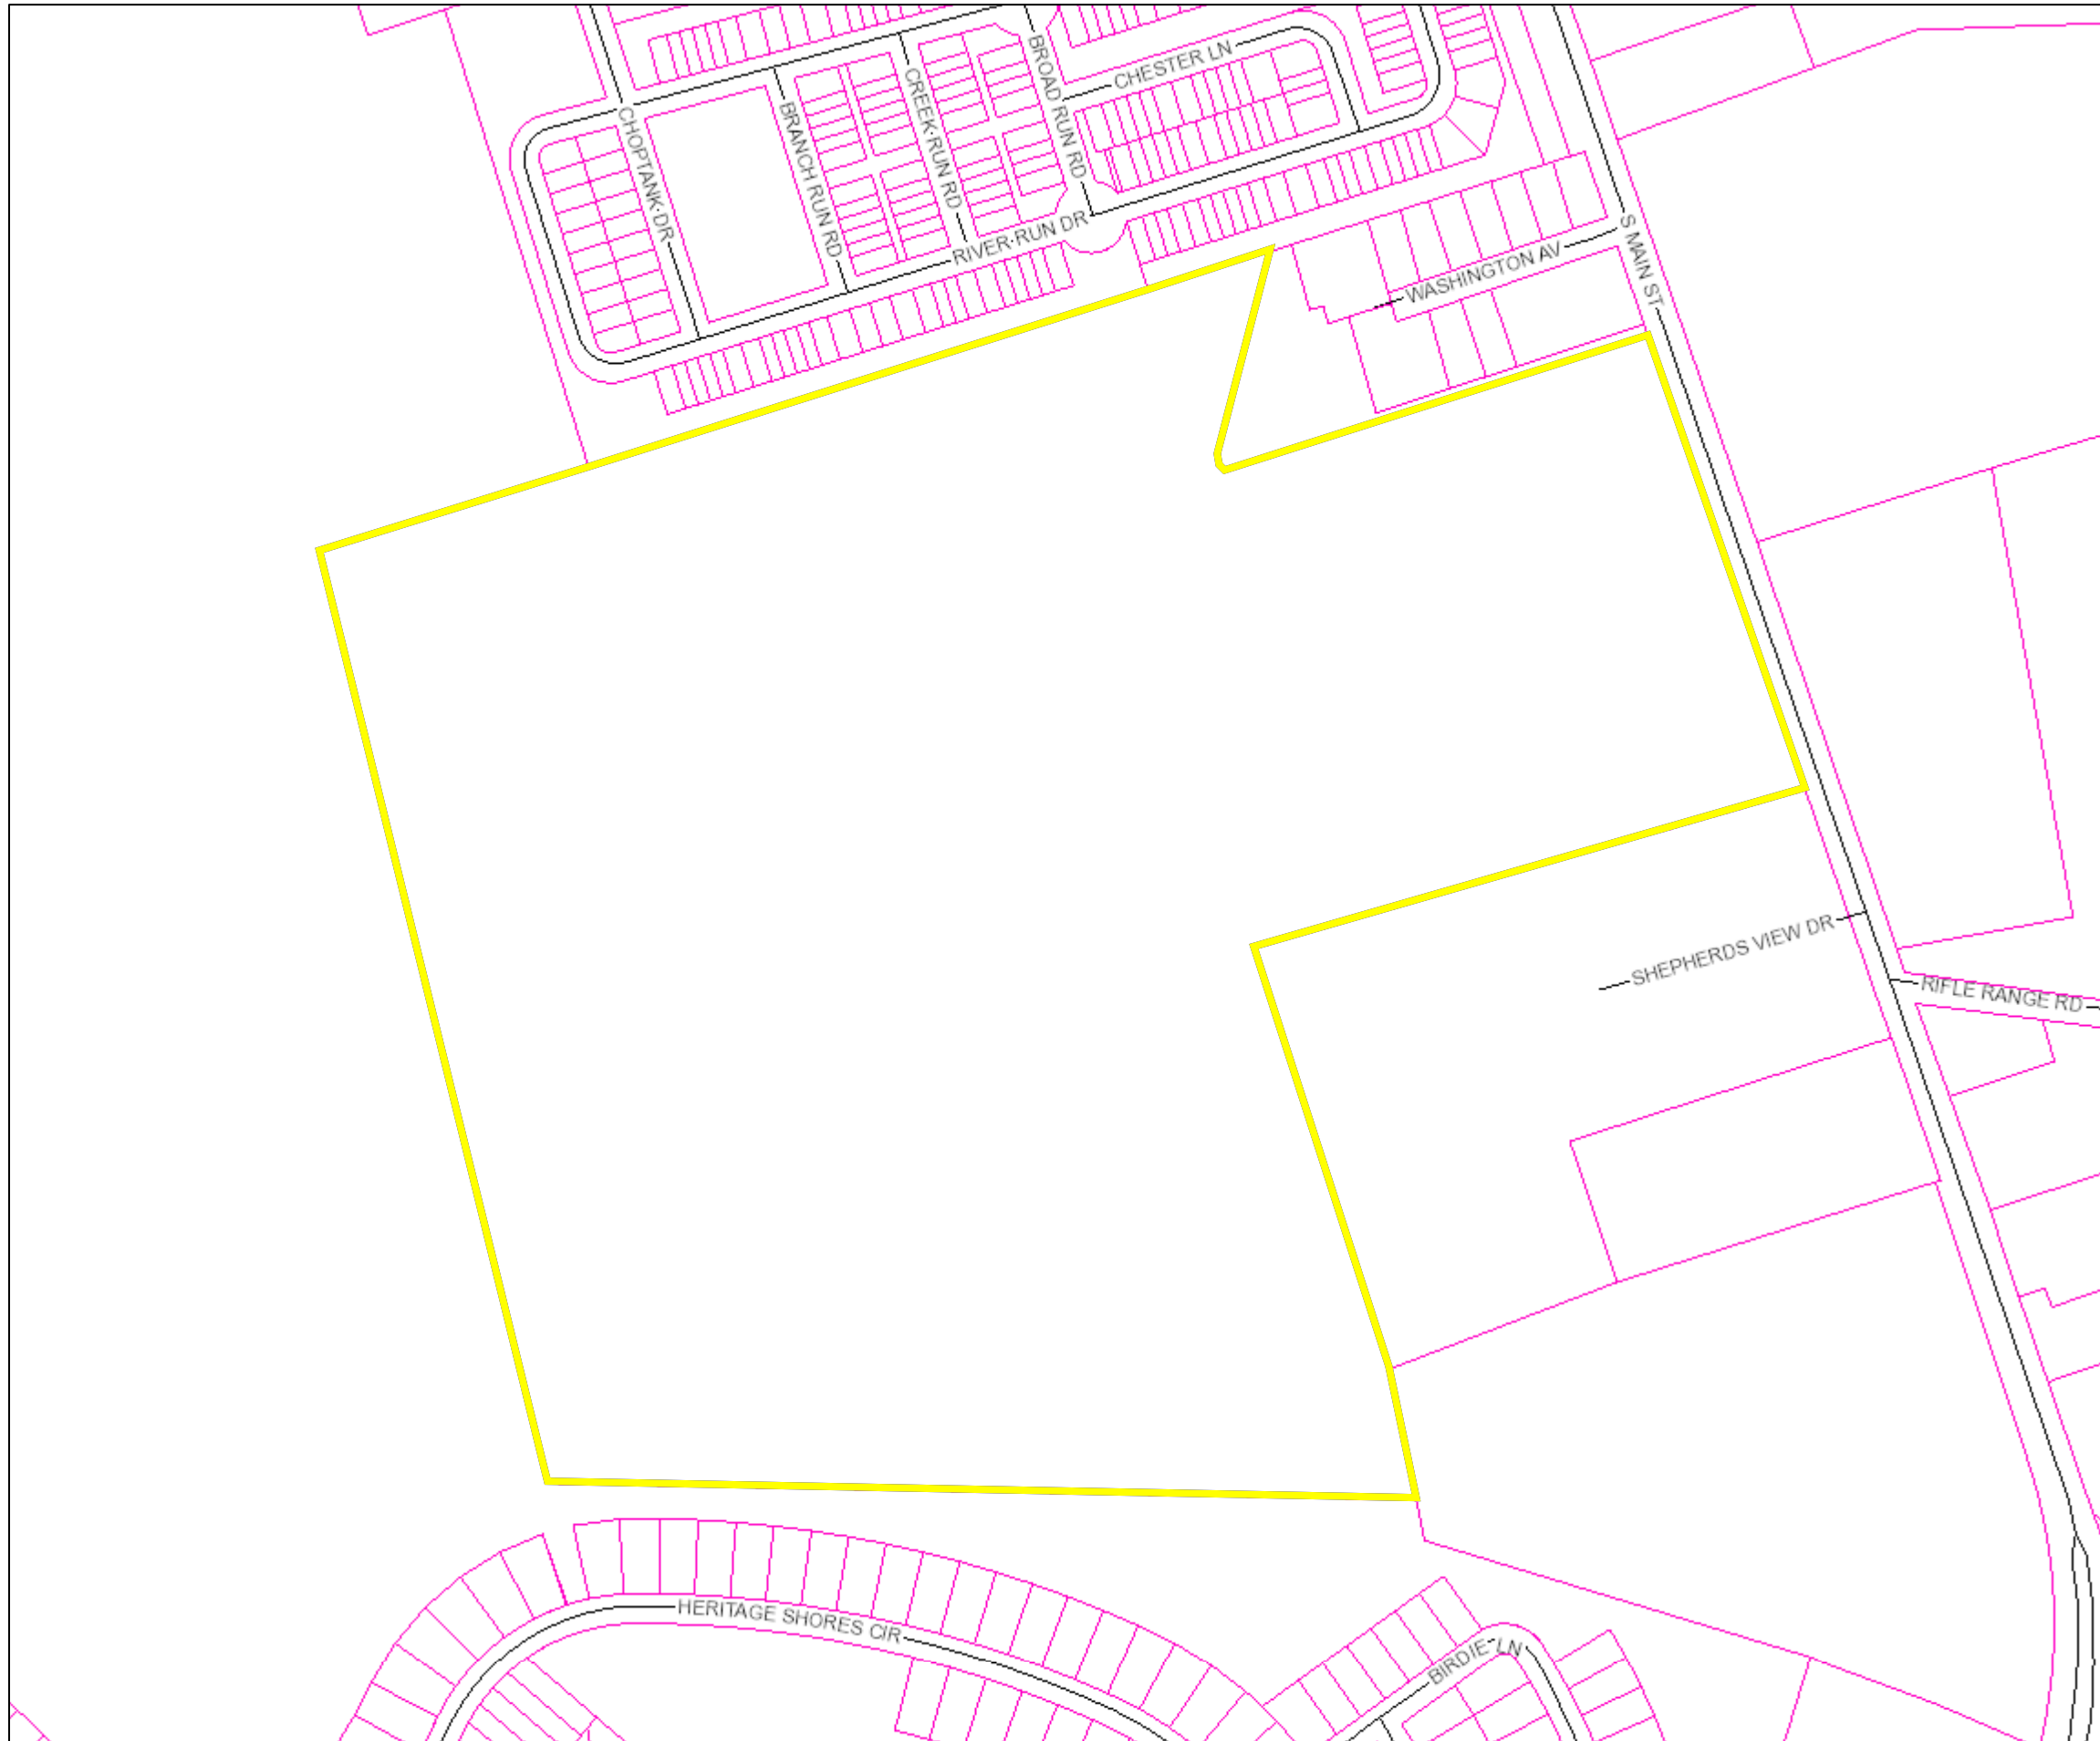 CHESTER LN
BROAD RUN RD
CREEK RUN RD
BRANCH RUN RD
CHOPTANK DR
RIVER RUN DR
WASHINGTON AV
S MAIN ST
SHEPHERDS VIEW DR
RIFLE RANGE RD
HERITAGE SHORES CIR
BIRDIE LN